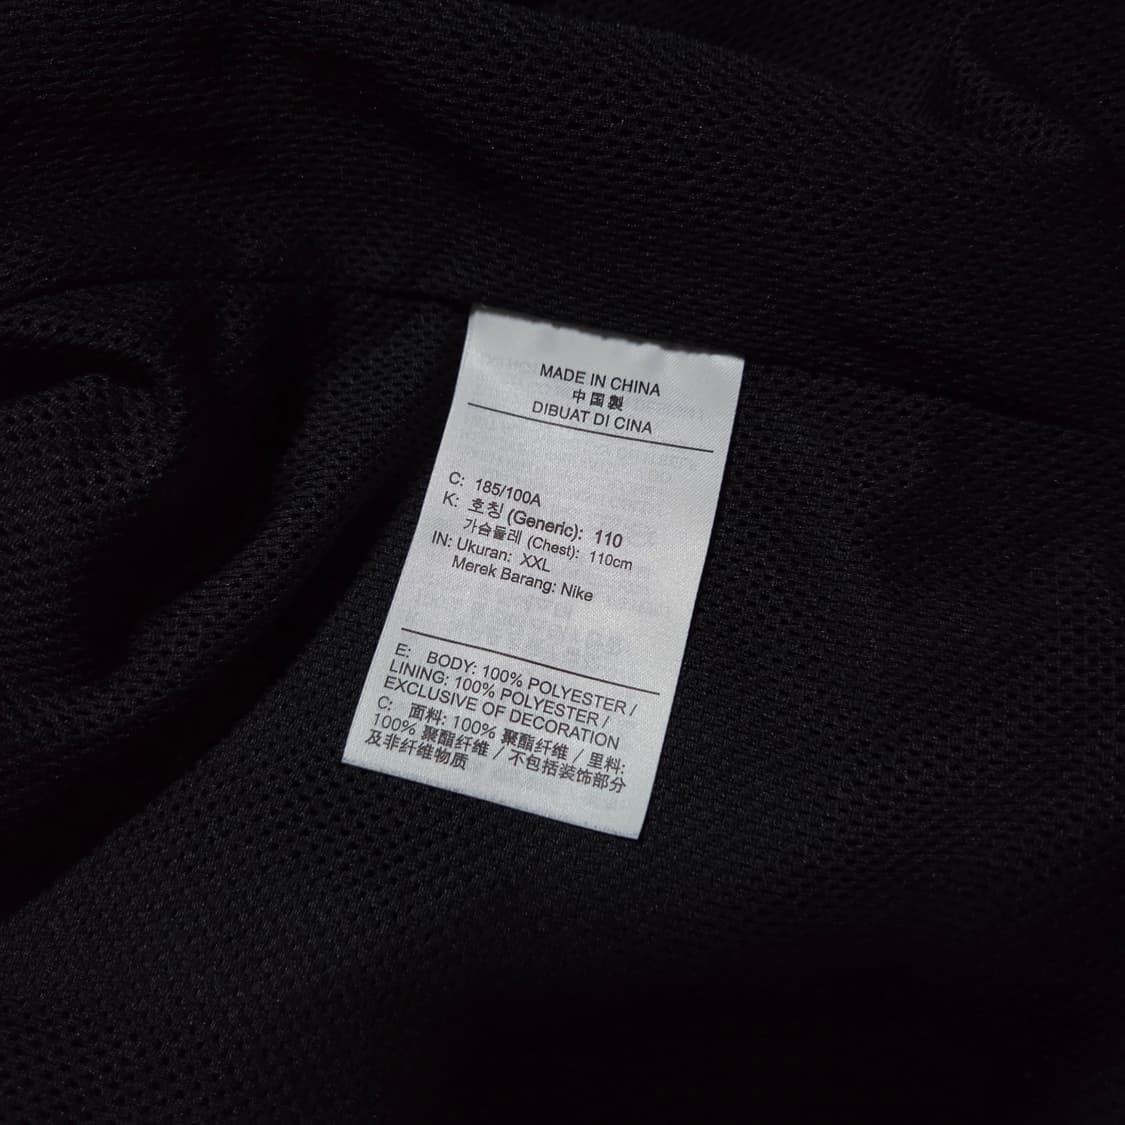 MADE IN CHINA
中国製
DIBUAT DI CINA
C: 185/100A
K: 호칭 (Generic): 110
가슴둘레 (Chest): 110cm
IN: Ukuran: XXL
Merek Barang: Nike
E: BODY: 100% POLYESTER /
LINING: 100% POLYESTER /
EXCLUSIVE OF DECORATION
C: 面料: 100% 聚酯纤维 / 里料:
100% 聚酯纤维 / 不包括装饰部分
及非纤维物质